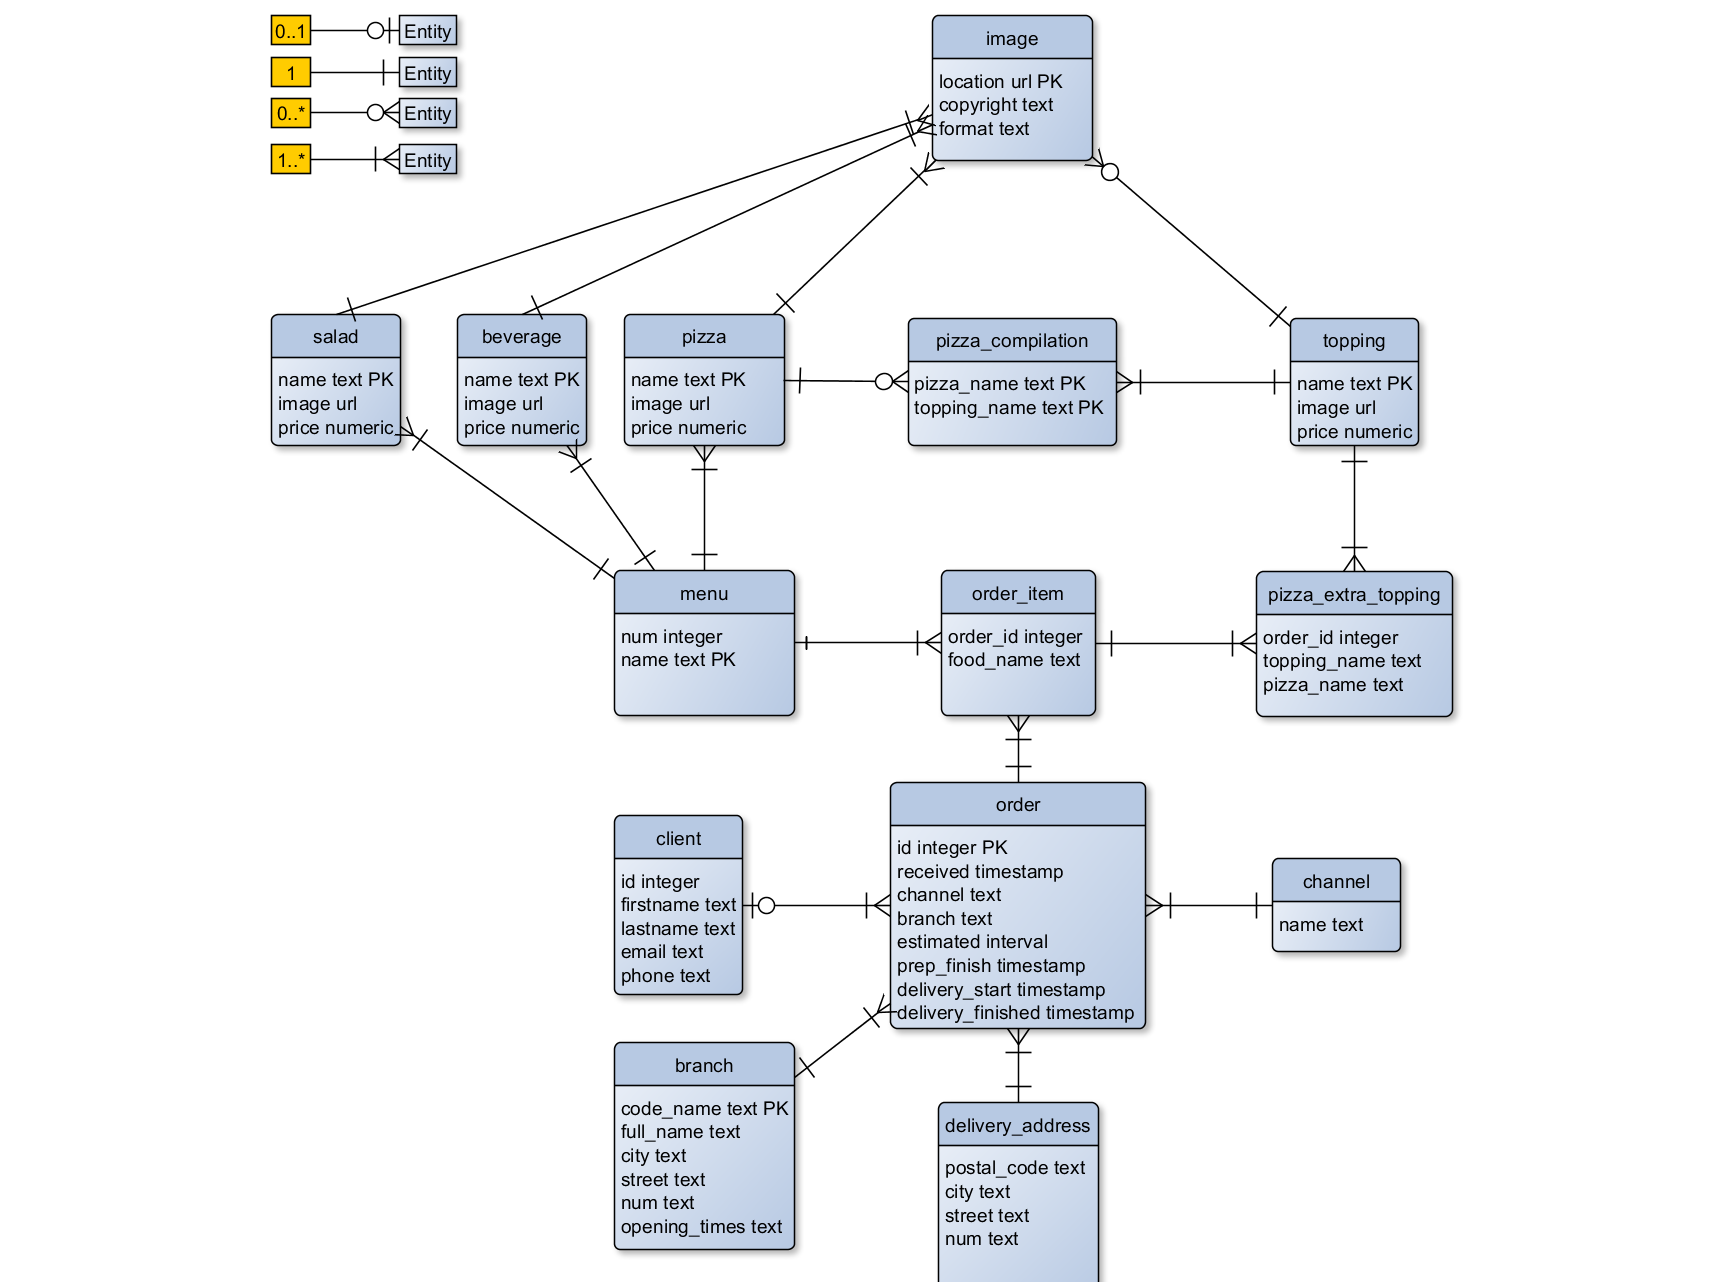 0..1
Entity
1
Entity
0..*
Entity
1..*
Entity
image
location url PK
copyright text
format text
salad
name text PK
image url
price numeric
beverage
name text PK
image url
price numeric
pizza
name text PK
image url
price numeric
pizza_compilation
pizza_name text PK
topping_name text PK
topping
name text PK
image url
price numeric
menu
num integer
name text PK
order_item
order_id integer
food_name text
pizza_extra_topping
order_id integer
topping_name text
pizza_name text
client
id integer
firstname text
lastname text
email text
phone text
order
id integer PK
received timestamp
channel text
branch text
estimated interval
prep_finish timestamp
delivery_start timestamp
delivery_finished timestamp
channel
name text
branch
code_name text PK
full_name text
city text
street text
num text
opening_times text
delivery_address
postal_code text
city text
street text
num text